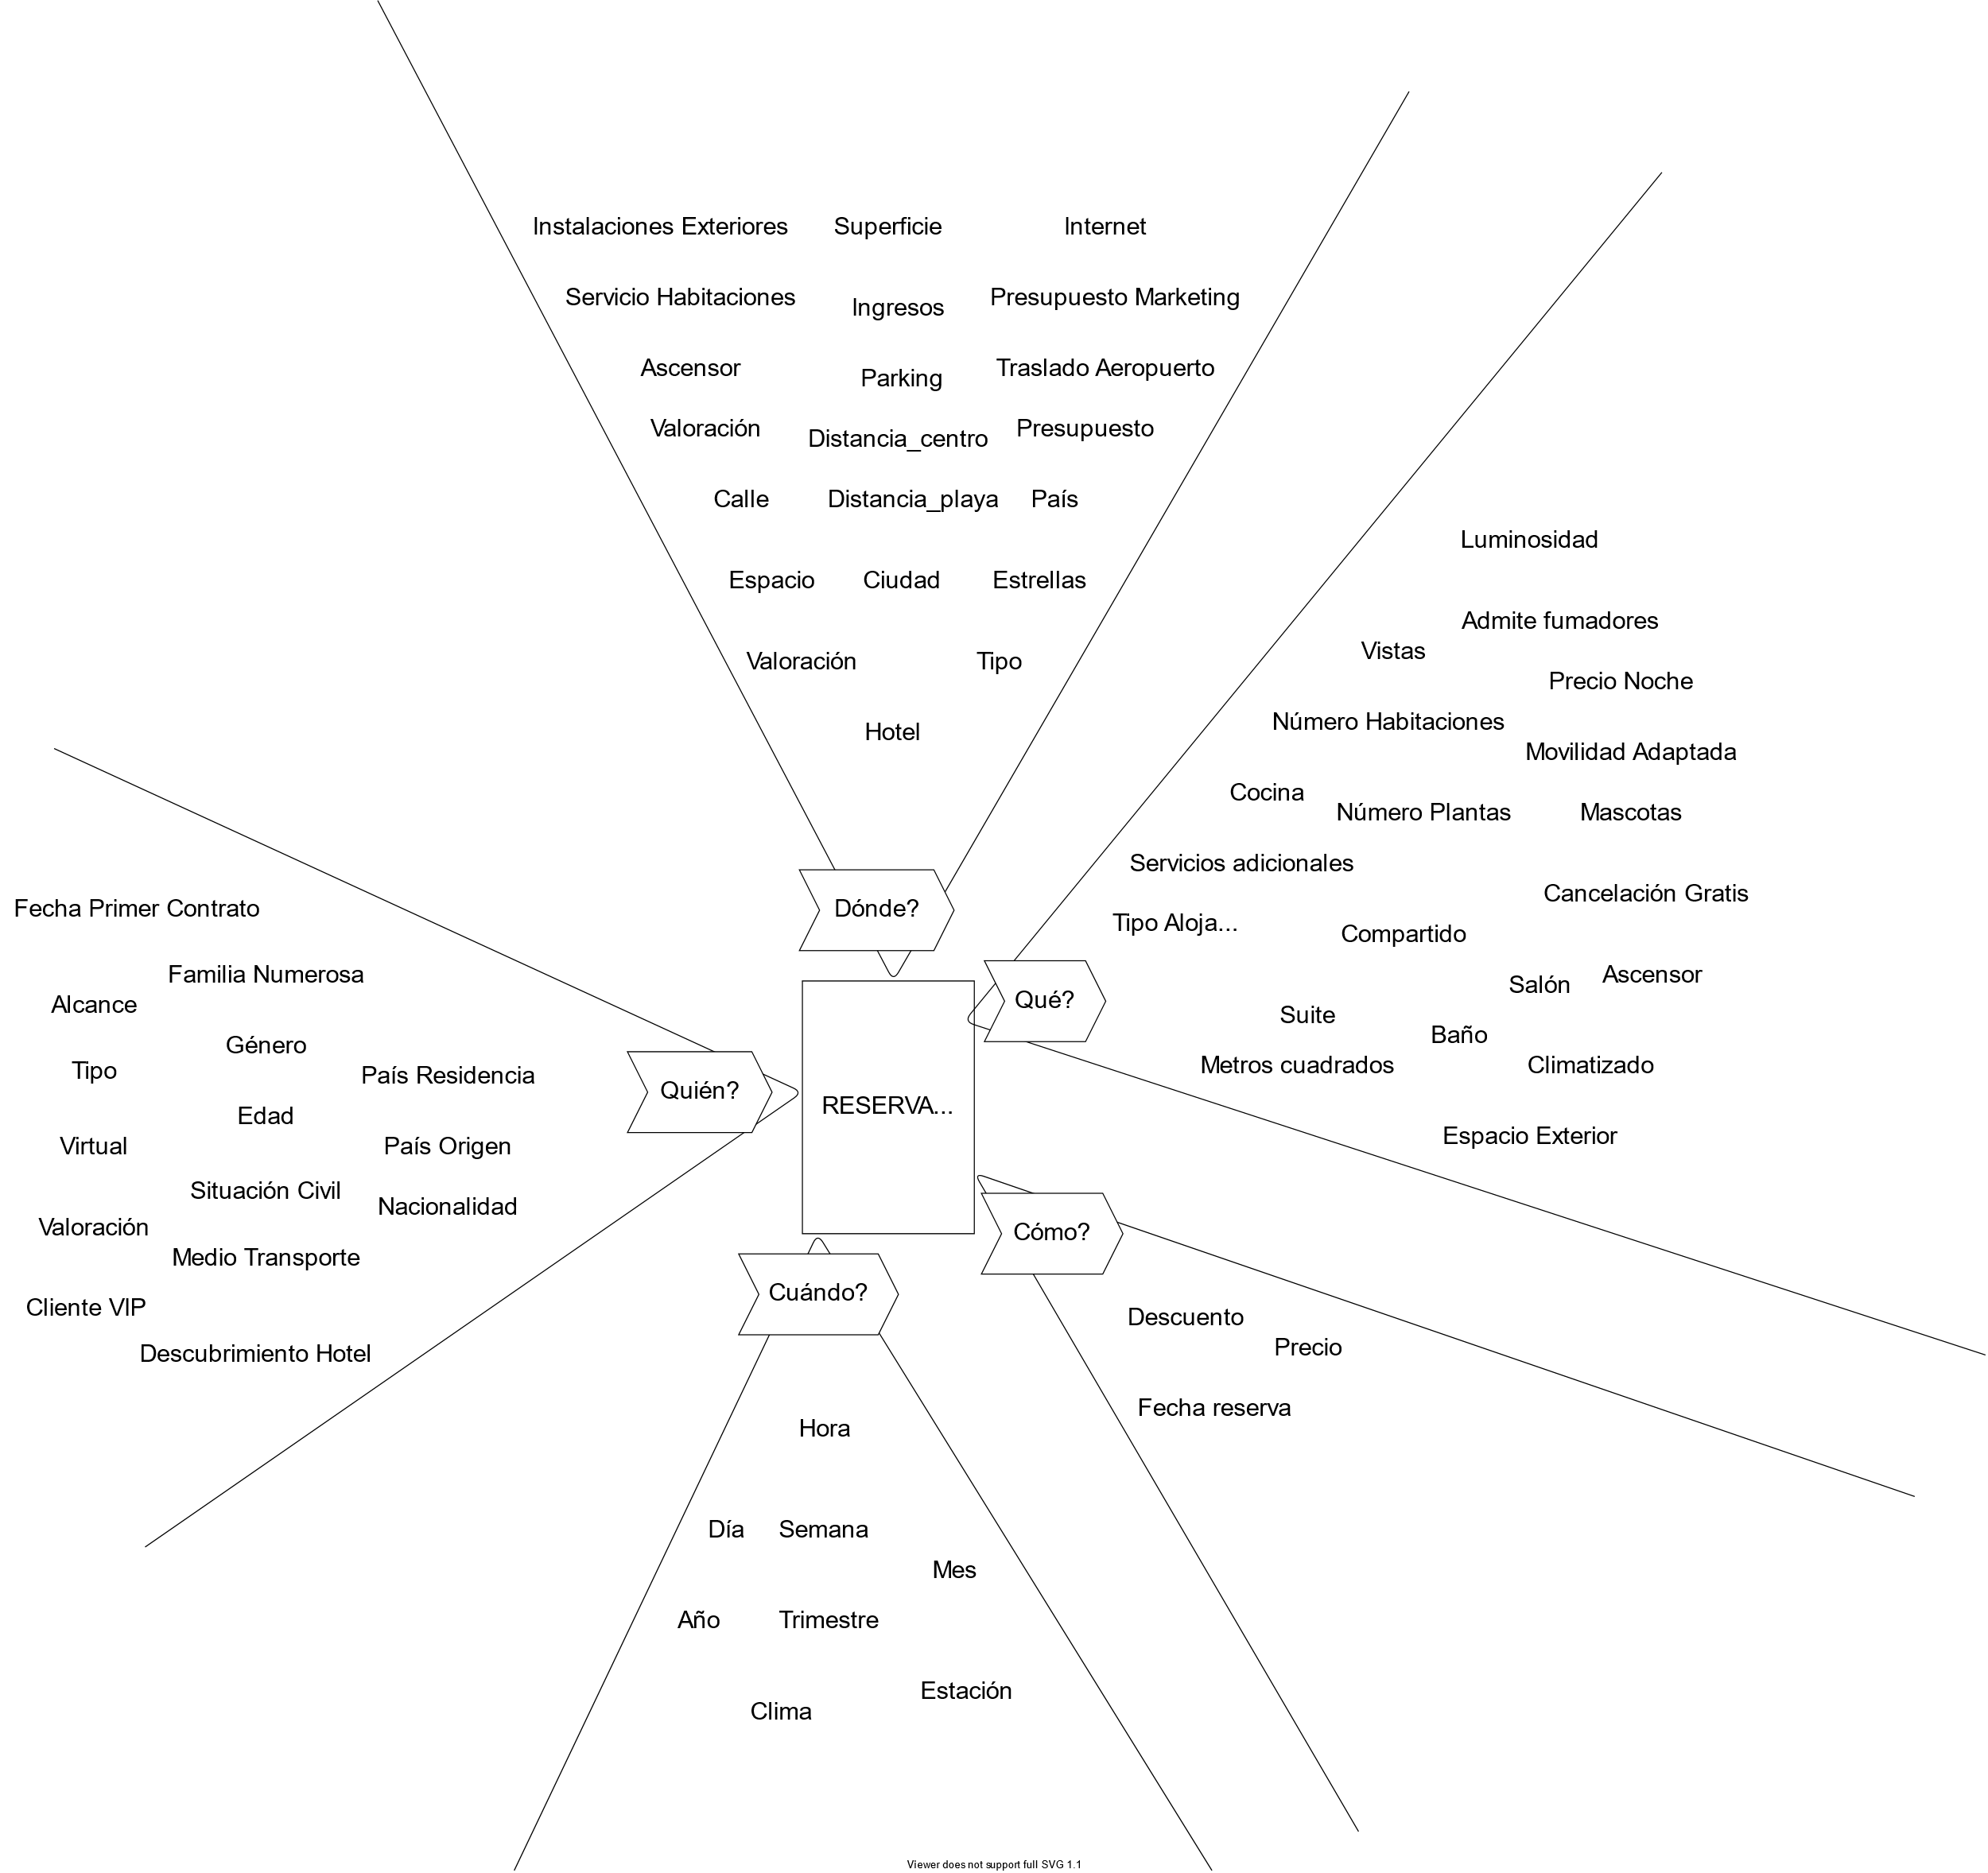 Instalaciones Exteriores
Superficie
Internet
Servicio Habitaciones
Ingresos
Presupuesto Marketing
Ascensor
Parking
Traslado Aeropuerto
Valoración
Distancia_centro
Presupuesto
Calle
Distancia_playa
País
Espacio
Ciudad
Estrellas
Valoración
Tipo
Hotel
Dónde?
Luminosidad
Admite fumadores
Vistas
Precio Noche
Número Habitaciones
Movilidad Adaptada
Cocina
Número Plantas
Mascotas
Servicios adicionales
Cancelación Gratis
Tipo Aloja...
Compartido
Salón
Ascensor
Qué?
Suite
Baño
Metros cuadrados
Climatizado
Espacio Exterior
Fecha Primer Contrato
Familia Numerosa
Alcance
Género
Tipo
País Residencia
Edad
Virtual
País Origen
Situación Civil
Nacionalidad
Valoración
Medio Transporte
Cliente VIP
Descubrimiento Hotel
Quién?
RESERVA...
Cómo?
Descuento
Precio
Fecha reserva
Cuándo?
Hora
Día
Semana
Mes
Año
Trimestre
Estación
Clima
Viewer does not support full SVG 1.1